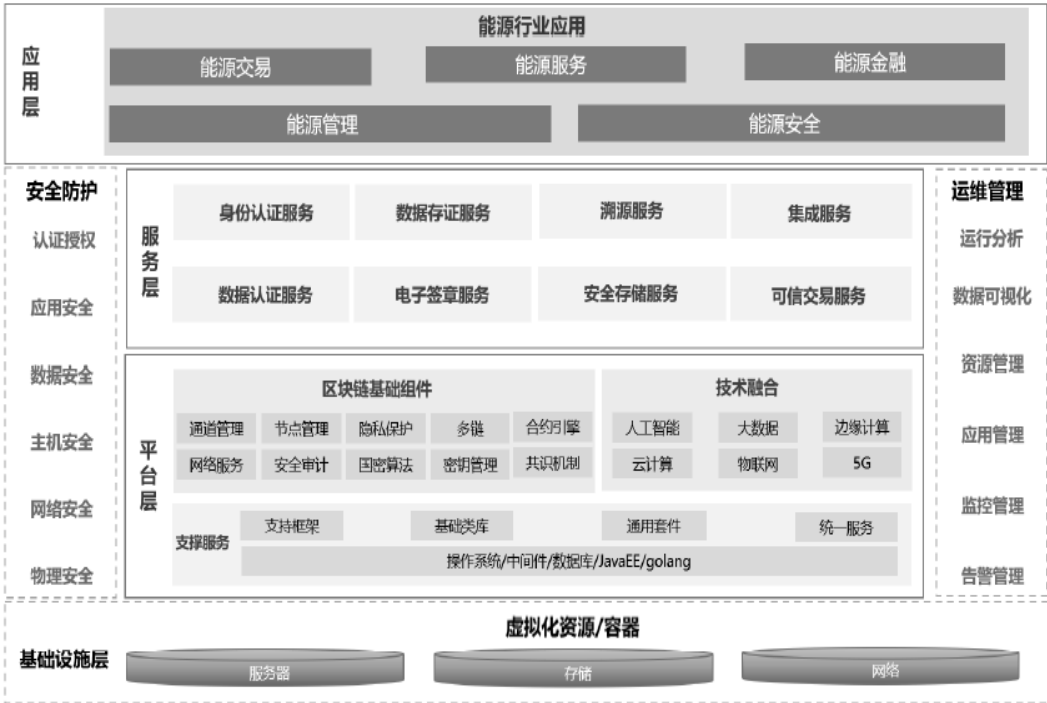 应用层
能源行业应用
能源交易
能源服务
能源金融
能源管理
能源安全
安全防护
认证授权
应用安全
数据安全
主机安全
网络安全
物理安全
服务层
身份认证服务
数据存证服务
溯源服务
集成服务
数据认证服务
电子签章服务
安全存储服务
可信交易服务
平台层
区块链基础组件
通道管理
节点管理
隐私保护
多链
合约引擎
网络服务
安全审计
国密算法
密钥管理
共识机制
技术融合
人工智能
大数据
边缘计算
云计算
物联网
5G
支撑服务
支持框架
基础类库
通用套件
统一服务
操作系统/中间件/数据库/JavaEE/golang
运维管理
运行分析
数据可视化
资源管理
应用管理
监控管理
告警管理
基础设施层
虚拟化资源/容器
服务器
存储
网络